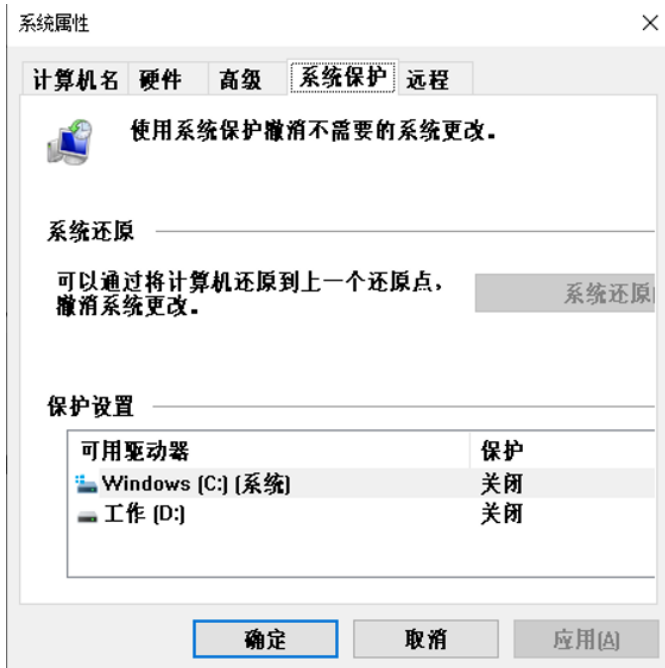 系统属性
计算机名 硬件 高级 系统保护 远程
使用系统保护撤消不需要的系统更改。
系统还原
可以通过将计算机还原到上一个还原点，
撤消系统更改。
系统还原
保护设置
可用驱动器 保护
Windows (C:) (系统) 关闭
工作 (D:) 关闭
确定 取消 应用(A)